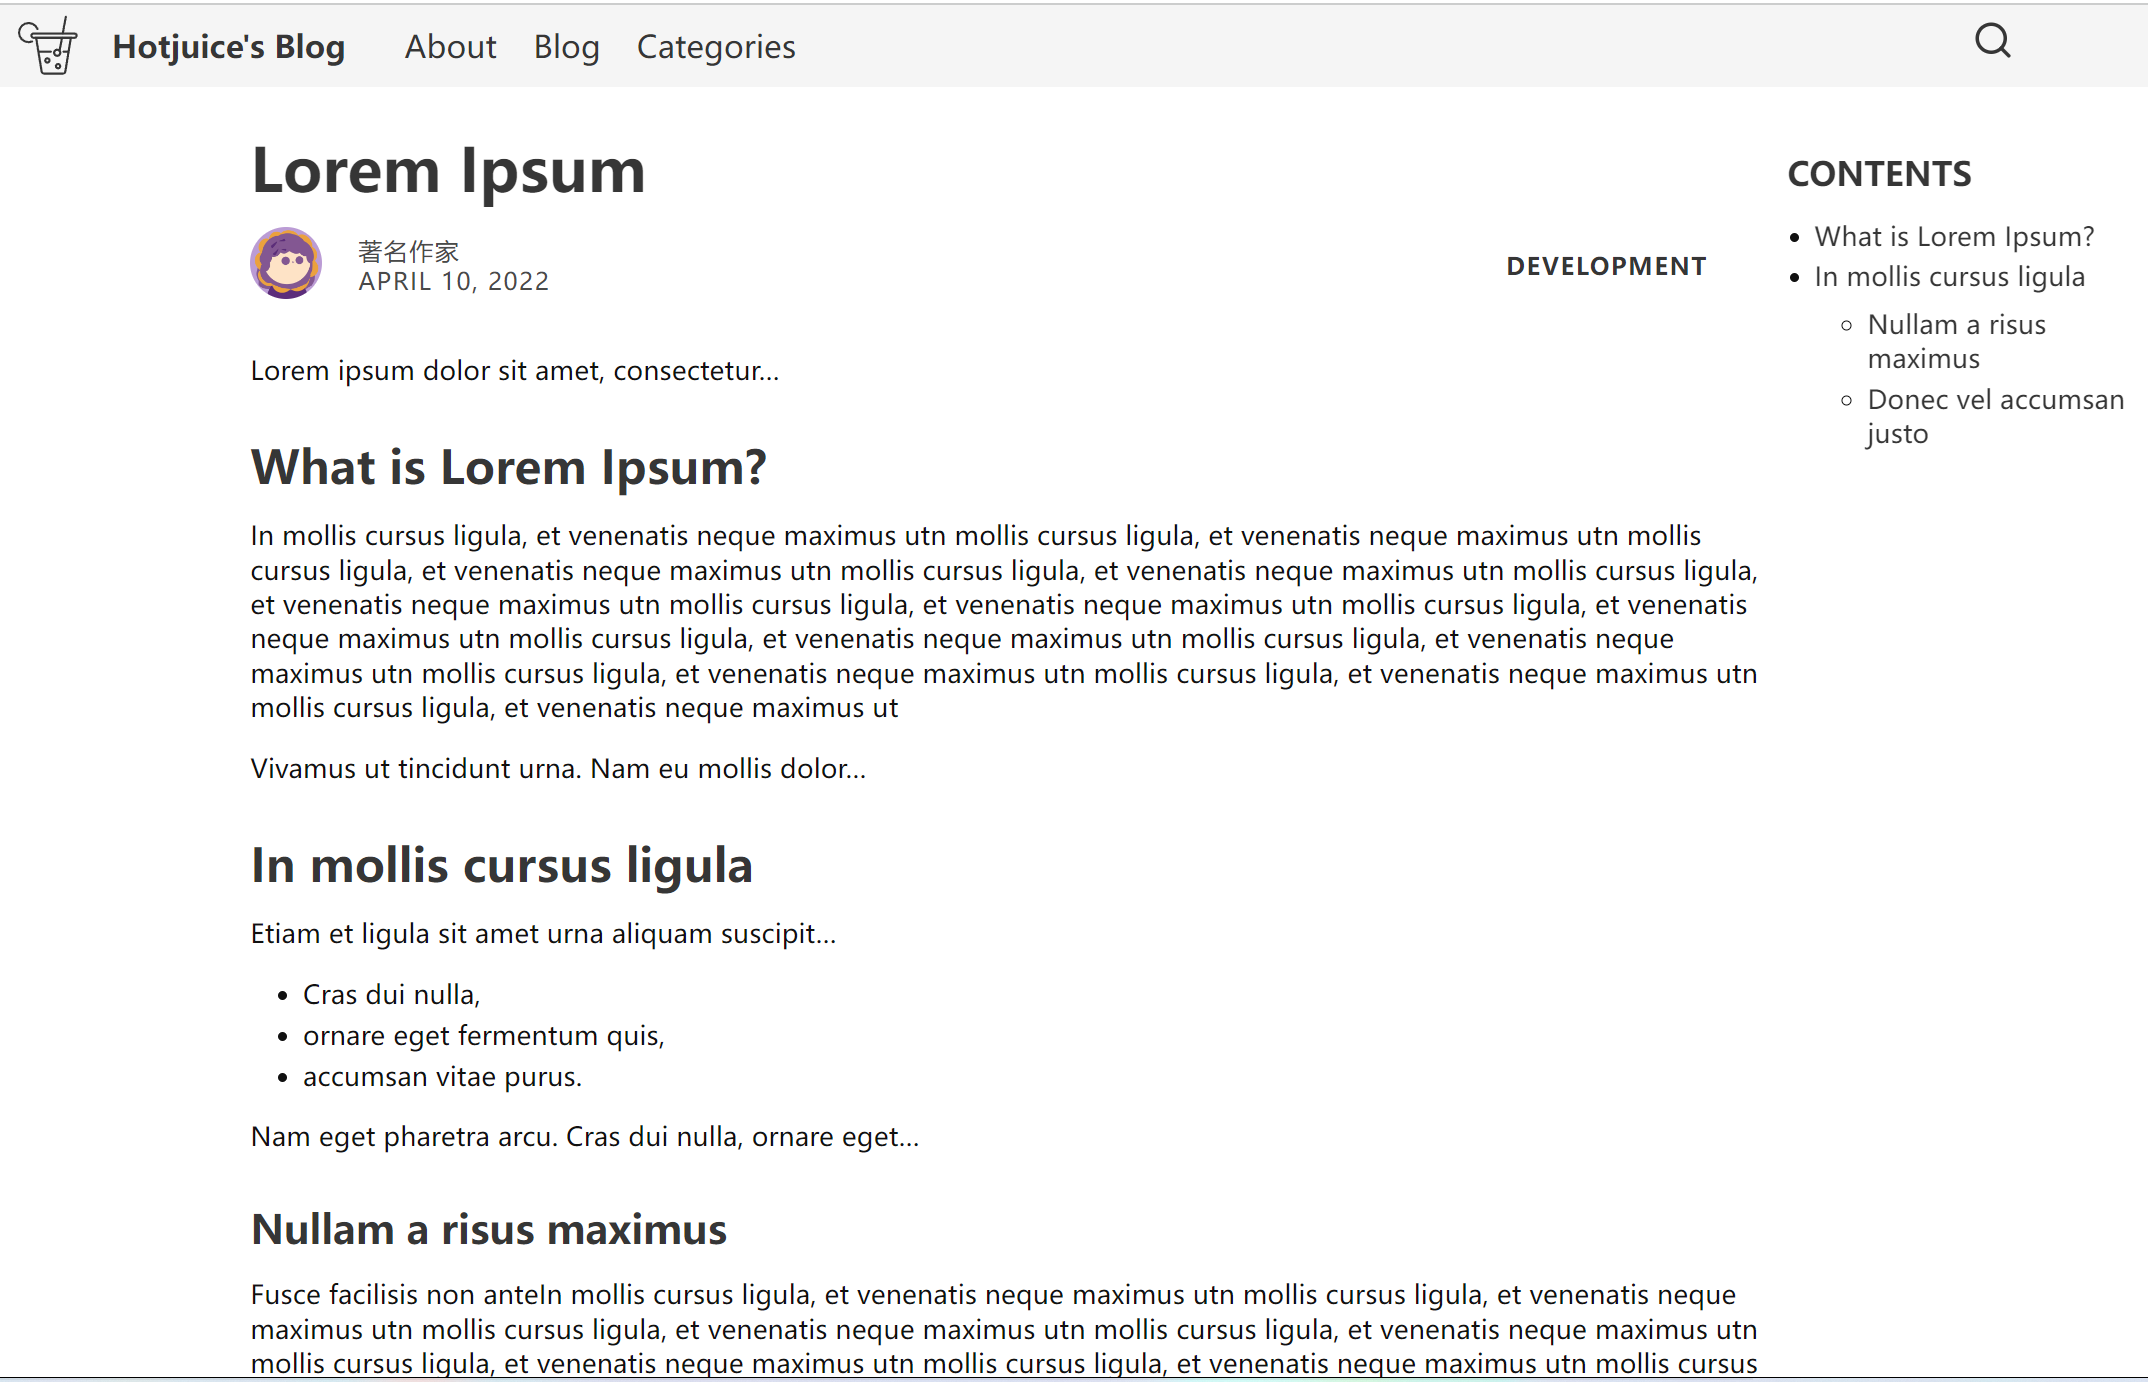 Hotjuice's Blog About Blog Categories
Lorem Ipsum
著名作家
APRIL 10, 2022
DEVELOPMENT
Lorem ipsum dolor sit amet, consectetur...
What is Lorem Ipsum?
In mollis cursus ligula, et venenatis neque maximus utn mollis cursus ligula, et venenatis neque maximus utn mollis
cursus ligula, et venenatis neque maximus utn mollis cursus ligula, et venenatis neque maximus utn mollis cursus ligula,
et venenatis neque maximus utn mollis cursus ligula, et venenatis neque maximus utn mollis cursus ligula, et venenatis
neque maximus utn mollis cursus ligula, et venenatis neque maximus utn mollis cursus ligula, et venenatis neque
maximus utn mollis cursus ligula, et venenatis neque maximus utn mollis cursus ligula, et venenatis neque maximus utn
mollis cursus ligula, et venenatis neque maximus ut
Vivamus ut tincidunt urna. Nam eu mollis dolor...
In mollis cursus ligula
Etiam et ligula sit amet urna aliquam suscipit...
• Cras dui nulla,
• ornare eget fermentum quis,
• accumsan vitae purus.
Nam eget pharetra arcu. Cras dui nulla, ornare eget...
Nullam a risus maximus
Fusce facilisis non anteIn mollis cursus ligula, et venenatis neque maximus utn mollis cursus ligula, et venenatis neque
maximus utn mollis cursus ligula, et venenatis neque maximus utn mollis cursus ligula, et venenatis neque maximus utn
mollis cursus ligula, et venenatis neque maximus utn mollis cursus ligula, et venenatis neque maximus utn mollis cursus
CONTENTS
• What is Lorem Ipsum?
• In mollis cursus ligula
◦ Nullam a risus
maximus
◦ Donec vel accumsan
justo